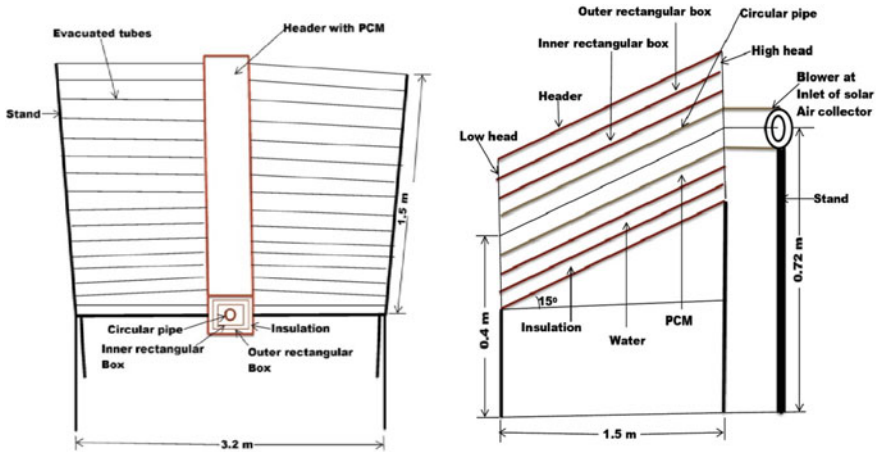 Evacuated tubes
Header with PCM
Stand
1.5 m
Circular pipe
Inner rectangular
Box
Insulation
Outer rectangular
Box
3.2 m
Outer rectangular box
Circular pipe
Inner rectangular box
High head
Header
Blower at
Inlet of solar
Air collector
Low head
Stand
0.72 m
15⁰
0.4 m
Insulation
Water
PCM
1.5 m